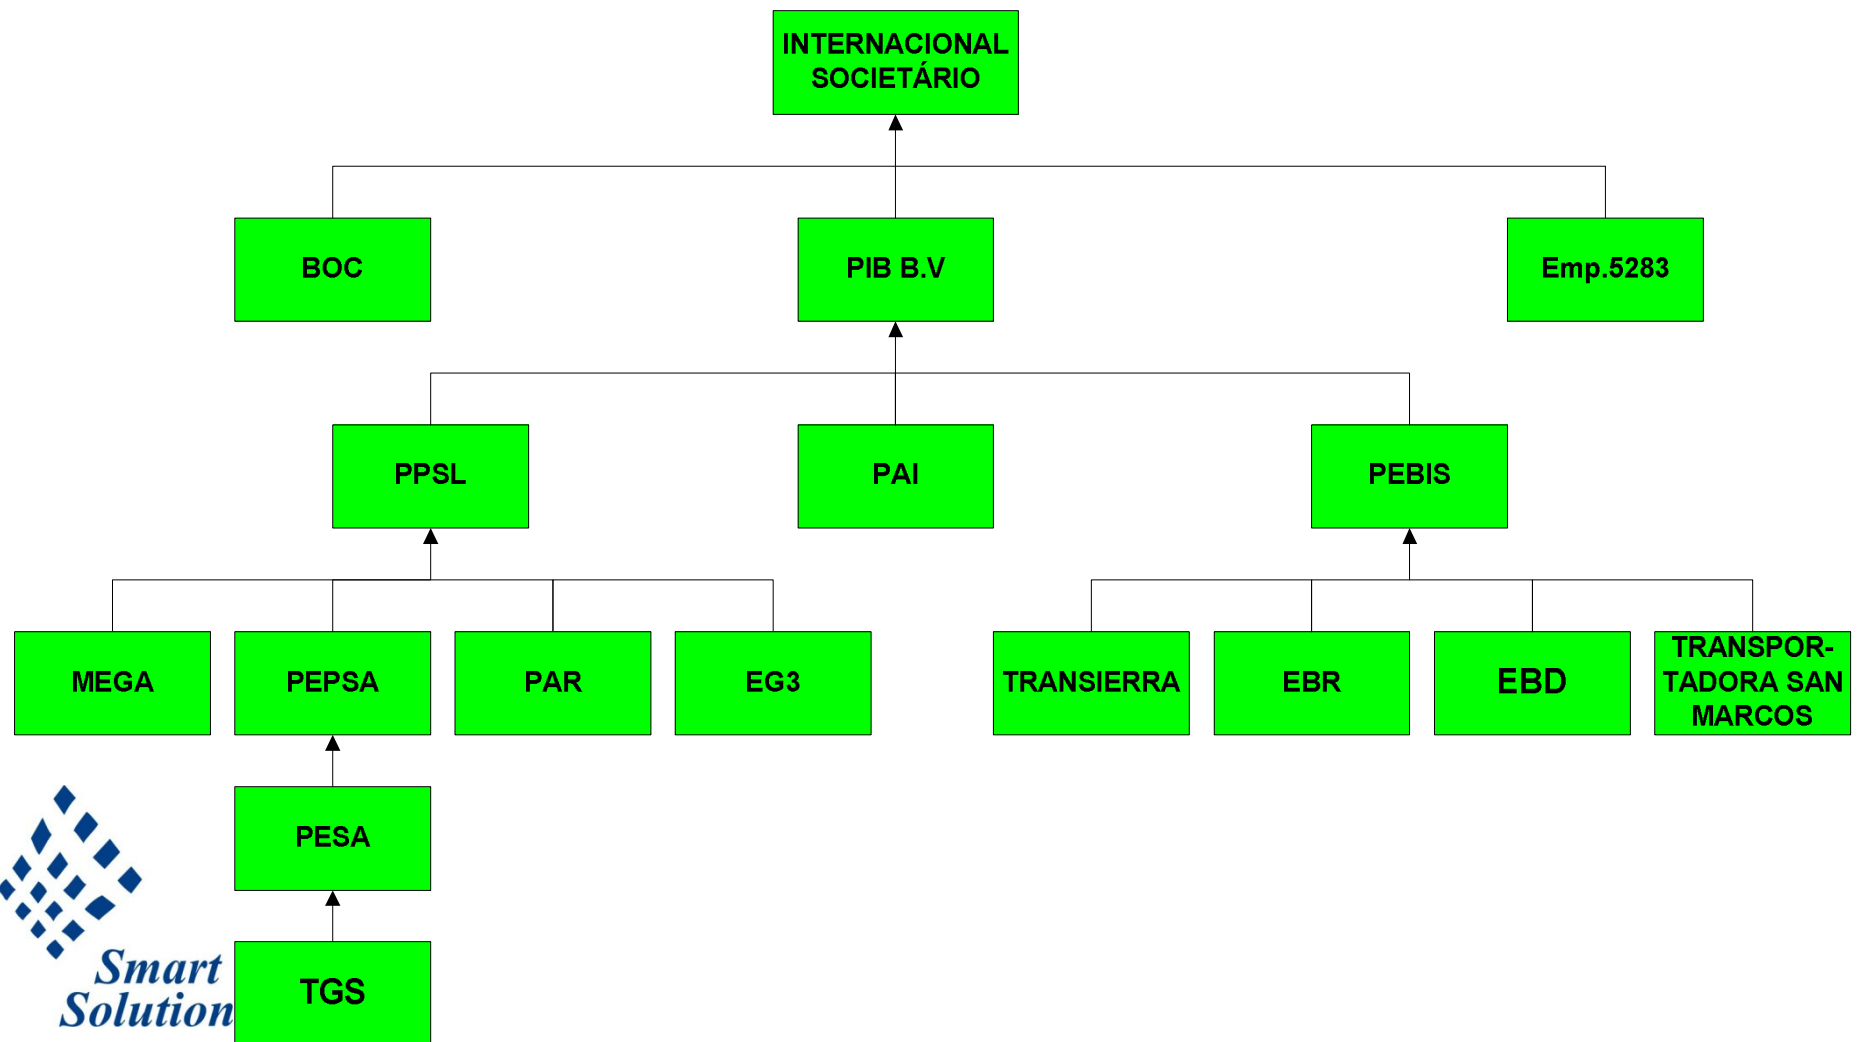 INTERNACIONAL
SOCIETÁRIO
BOC
PIB B.V
Emp.5283
PPSL
PAI
PEBIS
MEGA
PEPSA
PAR
EG3
TRANSIERRA
EBR
EBD
TRANSPOR-
TADORA SAN
MARCOS
PESA
TGS
Smart
Solution